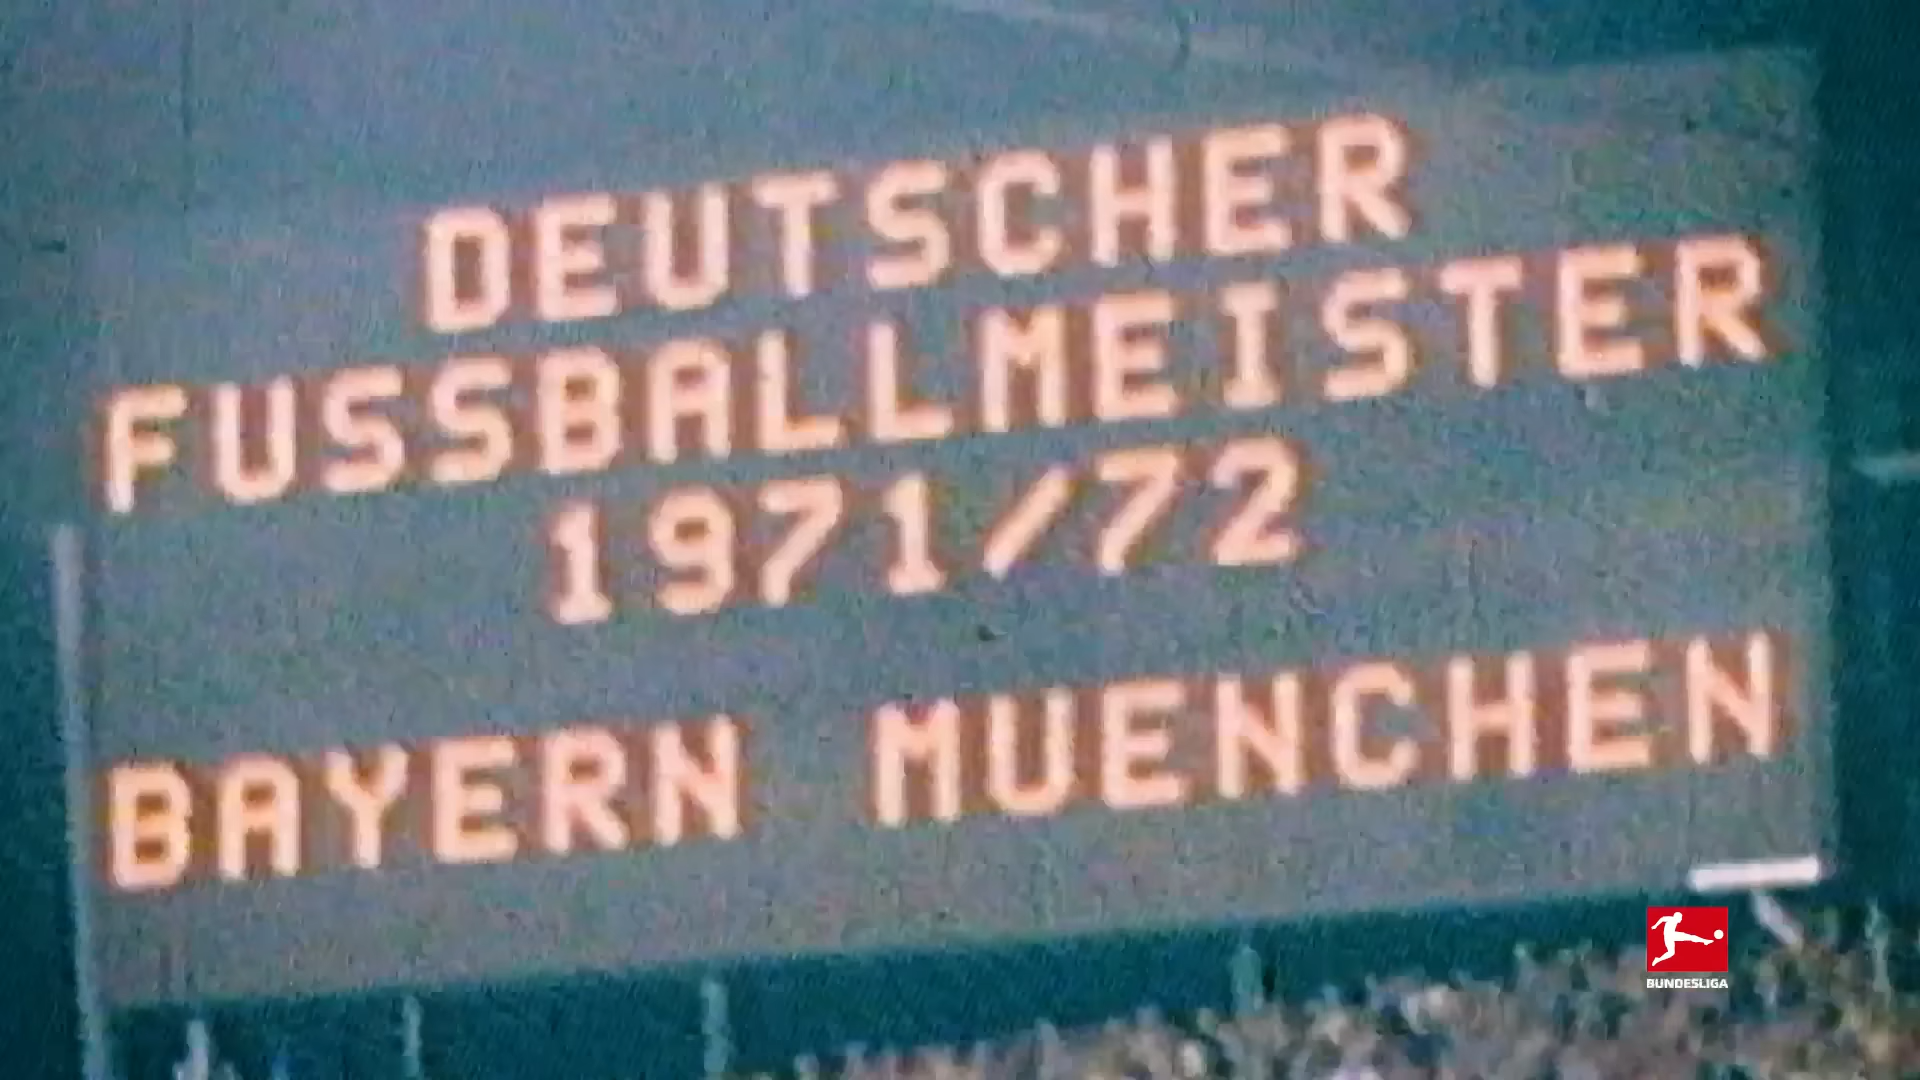 DEUTSCHER
FUSSBALLMEISTER
1971/72
BAYERN MUENCHEN
BUNDESLIGA